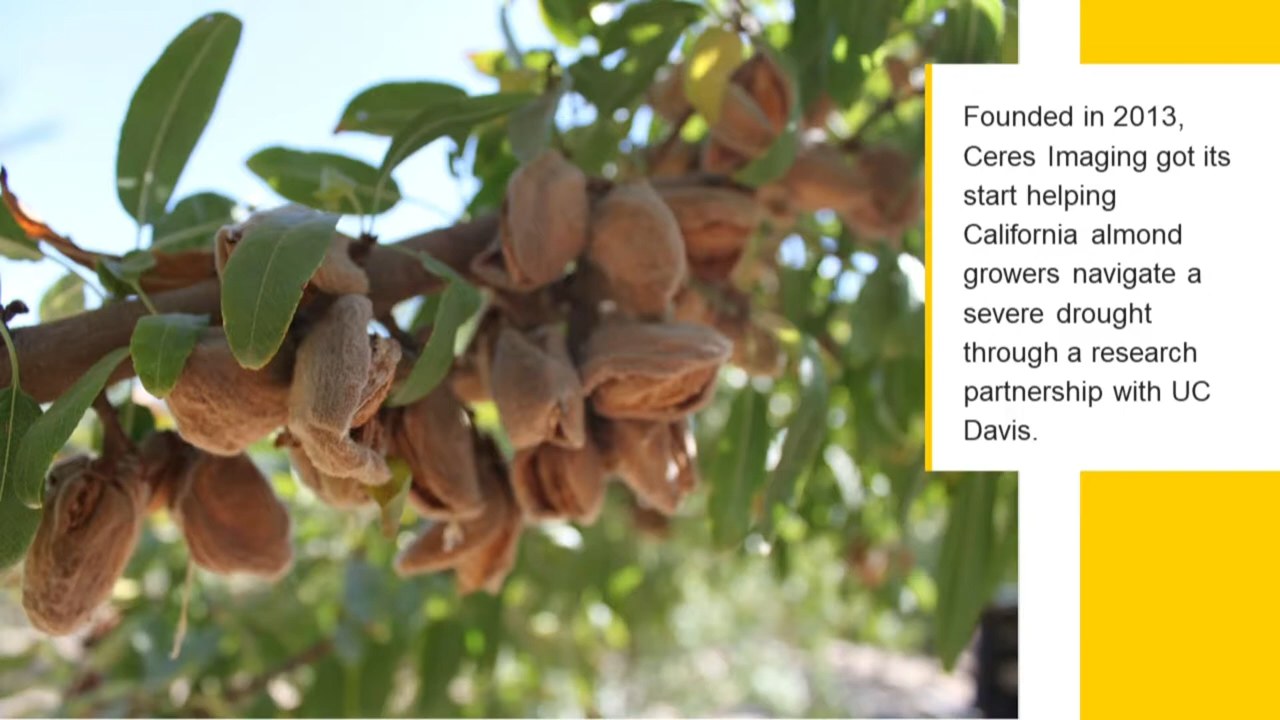 Founded in 2013,
Ceres Imaging got its
start helping
California almond
growers navigate a
severe drought
through a research
partnership with UC
Davis.